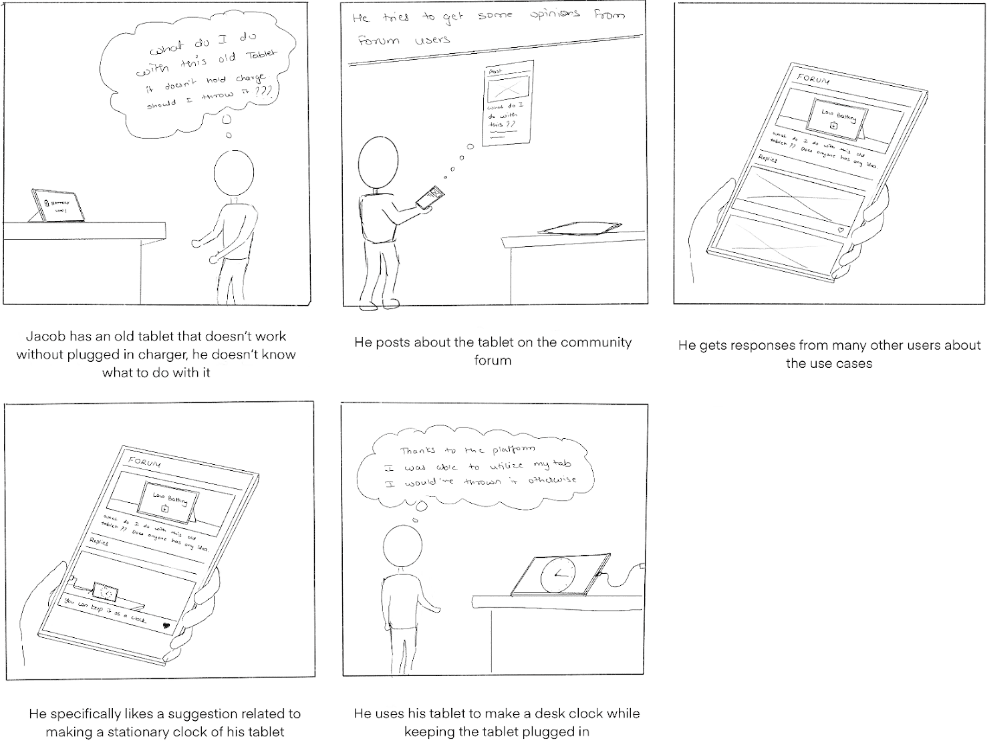 what do I do
with this old Tablet
it doesn't hold charge
should I throw it ???
Battery
Low!
Jacob has an old tablet that doesn't work
without plugged in charger, he doesn't know
what to do with it
He tries to get some opinions from
Forum users
Post
what do I
do with
this ??
He posts about the tablet on the community
forum
FORUM
Low Battery
what do I do with this old
tablet ?? Does anyone has any idea
Replies
He gets responses from many other users about
the use cases
FORUM
Low Battery
what do I do with this old
tablet ?? Does anyone has any idea
Replies
You can keep it as a clock
He specifically likes a suggestion related to
making a stationary clock of his tablet
Thanks to the platform
I was able to utilize my tab
I would've thrown it otherwise
He uses his tablet to make a desk clock while
keeping the tablet plugged in